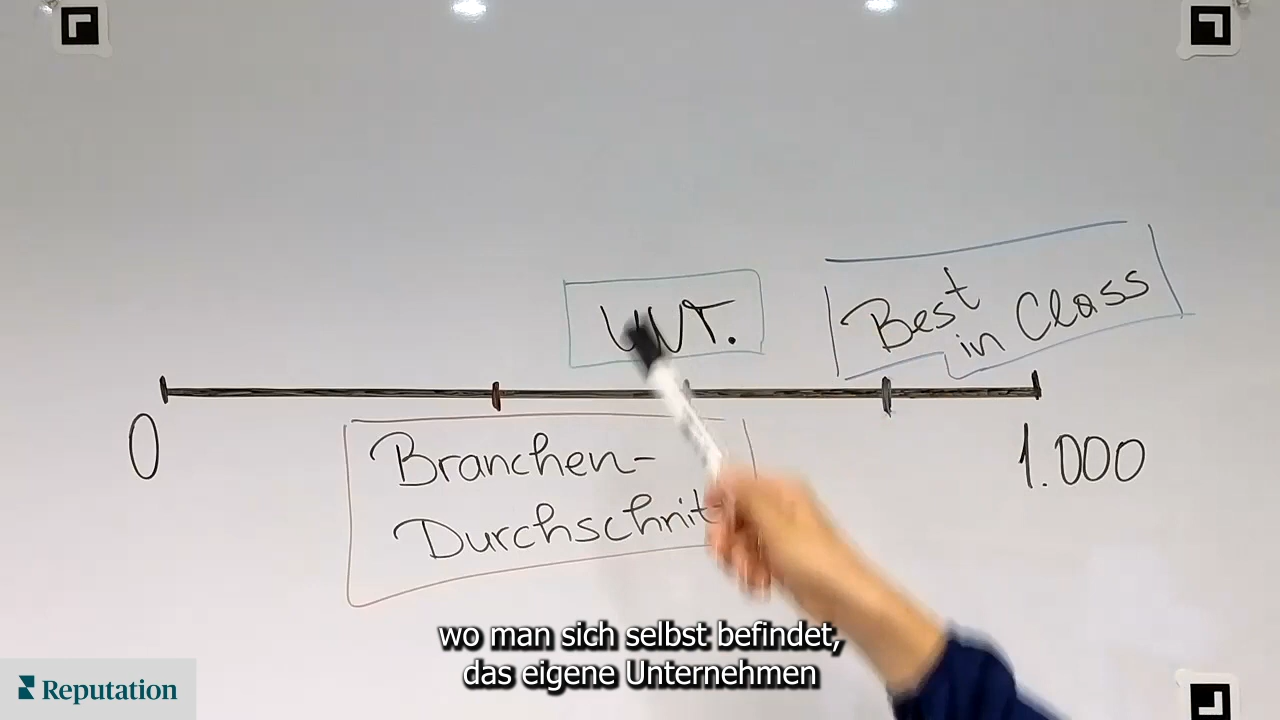 UNT.
Best
in Class
0
1.000
Branchen-
Durchschnitt
wo man sich selbst befindet,
das eigene Unternehmen
Reputation